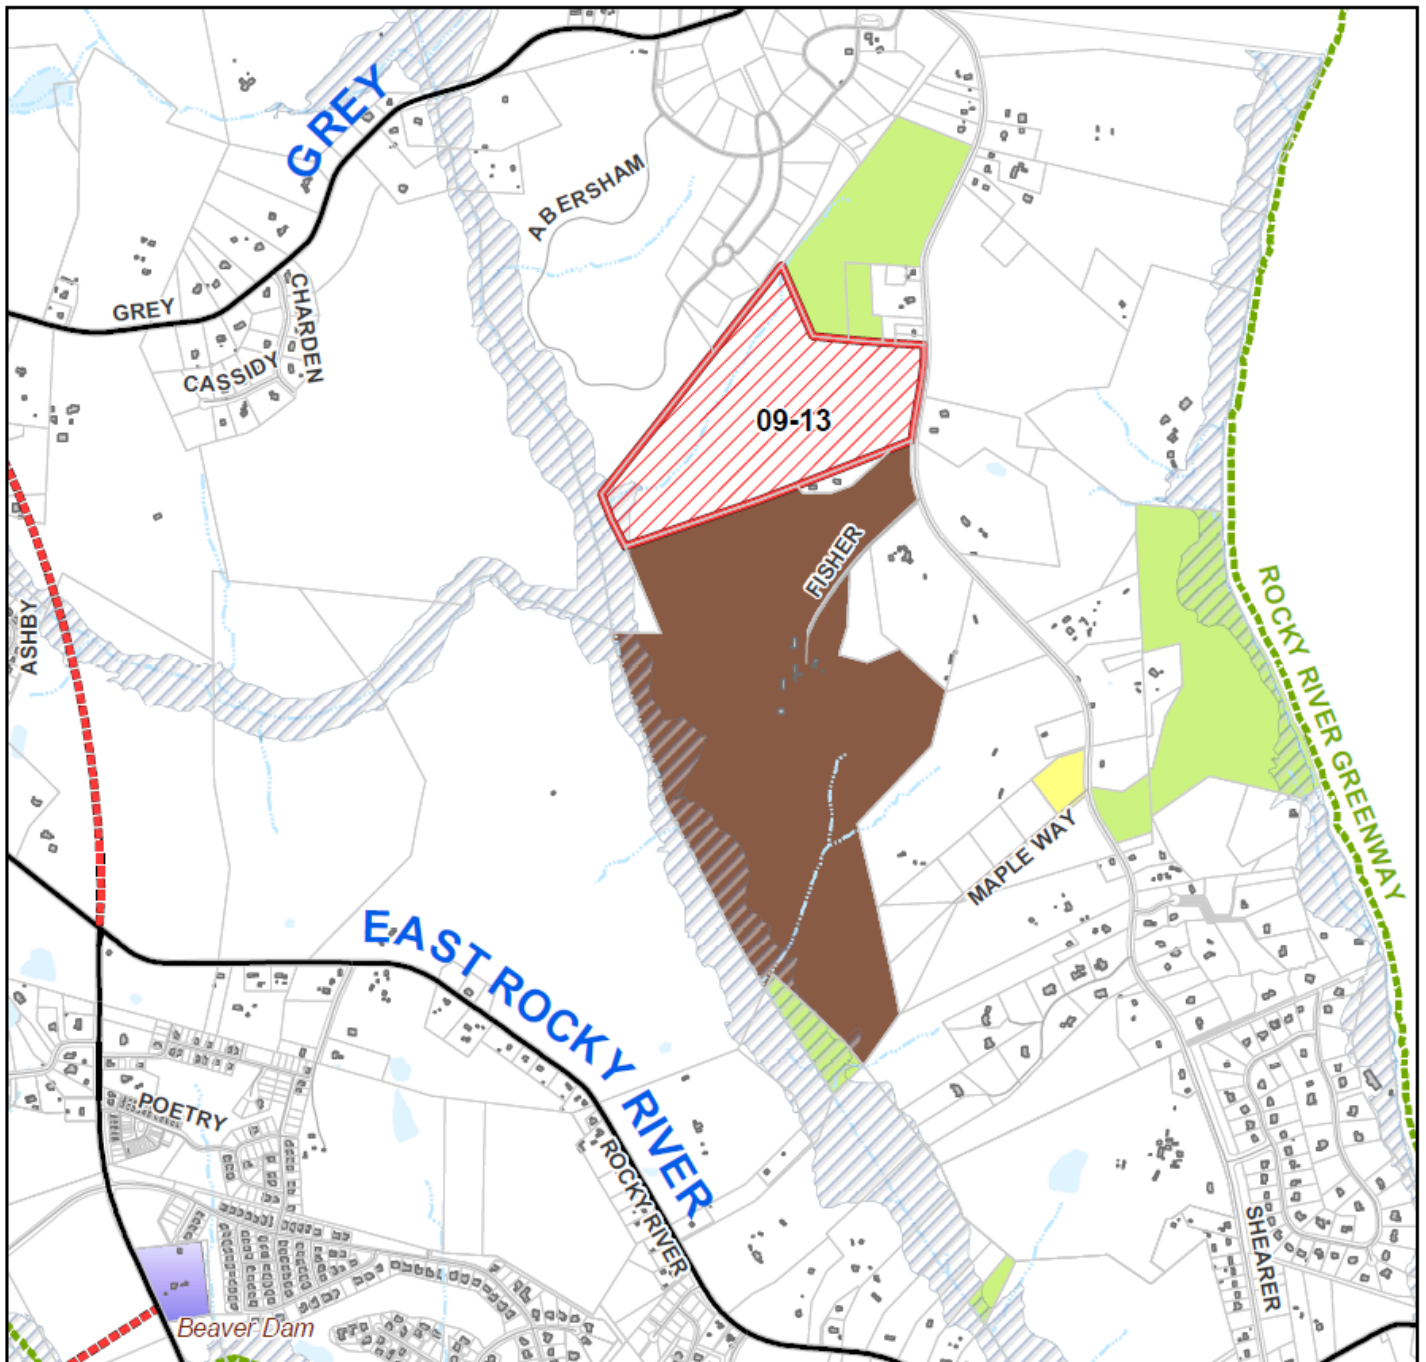 GREY
ABERSHAM
GREY
CHARDEN
CASSIDY
09-13
FISHER
ASHBY
ROCKY RIVER GREENWAY
MAPLE WAY
EAST ROCKY RIVER
POETRY
ROCKY RIVER
SHEARER
Beaver Dam